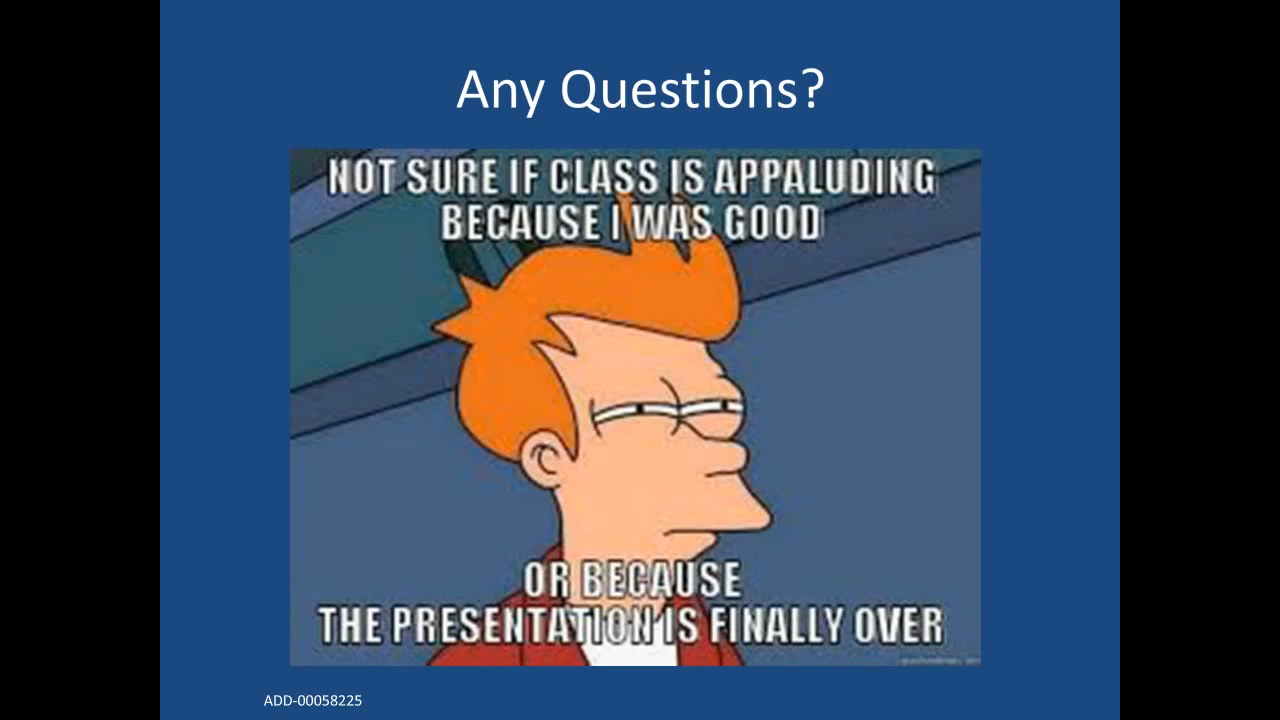 Any Questions?
NOT SURE IF CLASS IS APPALUDING
BECAUSE I WAS GOOD
OR BECAUSE
THE PRESENTATION IS FINALLY OVER
ADD-00058225